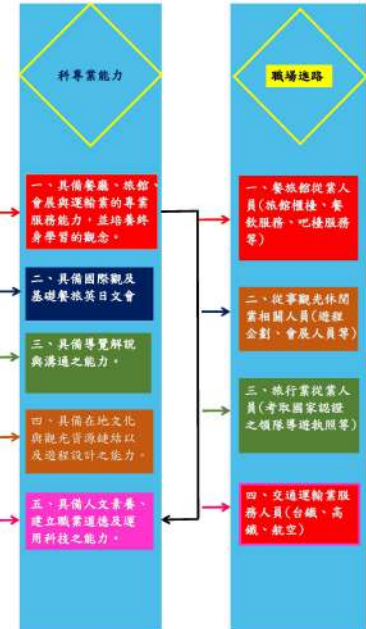 科專業能力
一、具備餐廳、旅館、
會展與運輸業的專業
服務能力,並培養終
身學習的觀念。
二、具備國際觀及
基礎餐旅英日文會
三、具備導覽解說
與溝通之能力。
四、具備在地文化
與觀光資源鏈結以
及遊程設計之能力。
五、具備人文素養、
建立職業道德及運
用科技之能力。
職場進路
一、餐旅館從業人
員(旅館櫃檯、餐
飲服務、吧檯服務
等)
二、從事觀光休閒
業相關人員(遊程
企劃、會展人員等)
三、旅行業從業人
員(考取國家認證
之領隊導遊執照等)
四、交通運輸業服
務人員(台鐵、高
鐵、航空)